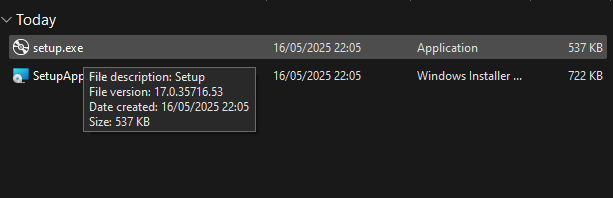 Today
setup.exe 16/05/2025 22:05 Application 537 KB
SetupApp 16/05/2025 22:05 Windows Installer ... 722 KB
File description: Setup
File version: 17.0.35716.53
Date created: 16/05/2025 22:05
Size: 537 KB